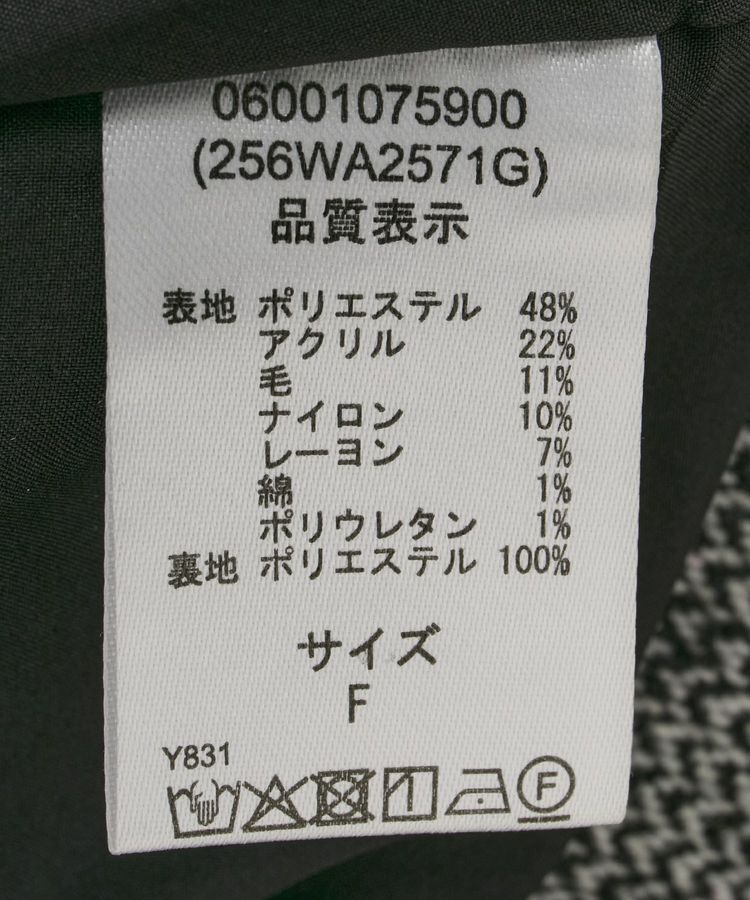 06001075900
(256WA2571G)
品質表示
表地 ポリエステル 48%
アクリル 22%
毛 11%
ナイロン 10%
レーヨン 7%
綿 1%
ポリウレタン 1%
裏地 ポリエステル 100%
サイズ
F
Y831
F